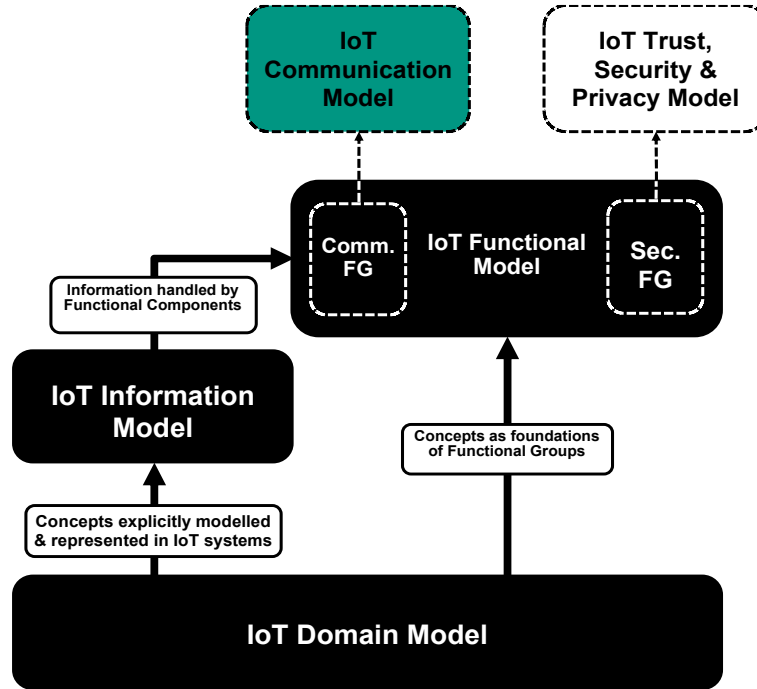 IoT
Communication
Model
IoT Trust,
Security &
Privacy Model
Comm.
FG
IoT Functional
Model
Sec.
FG
Information handled by
Functional Components
IoT Information
Model
Concepts as foundations
of Functional Groups
Concepts explicitly modelled
& represented in IoT systems
IoT Domain Model